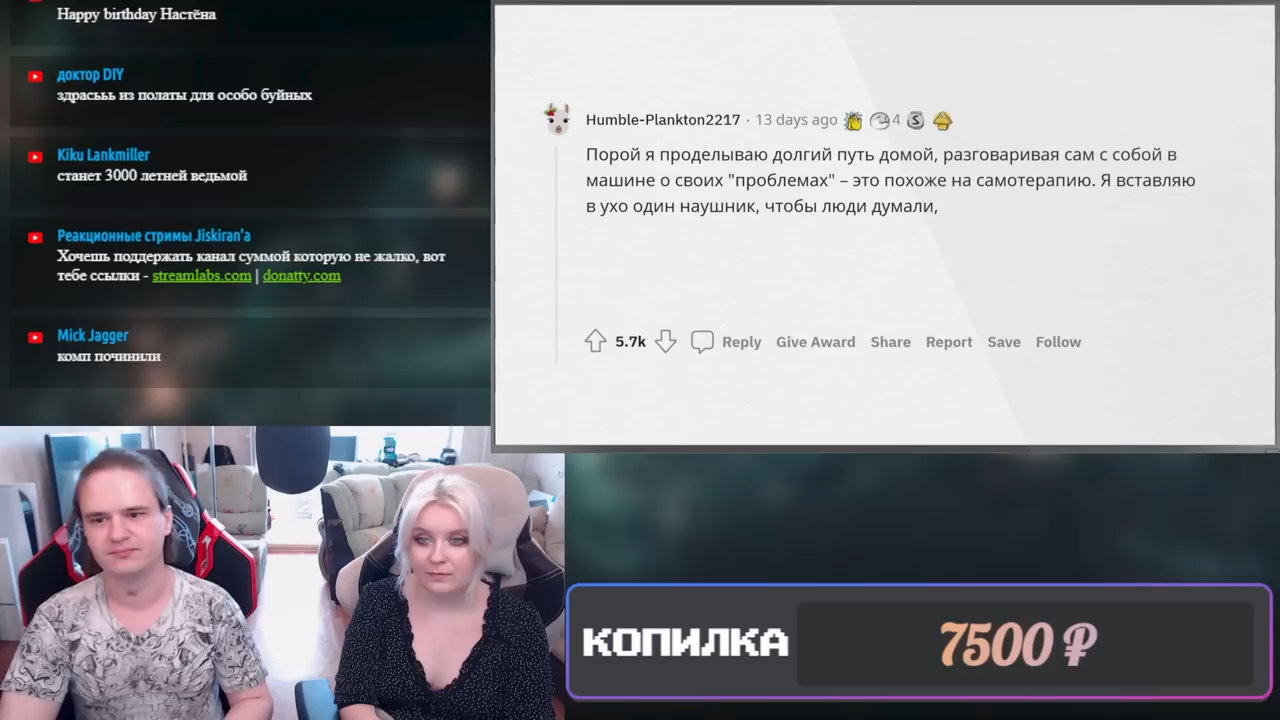 Happy birthday Настёна
доктор DIY
здрасььь из полаты для особо буйных
Kiku Lankmiller
станет 3000 летней ведьмой
Реакционные стримы Jiskiran'a
Хочешь поддержать канал суммой которую не жалко, вот
тебе ссылки - streamlabs.com | donatty.com
Mick Jagger
комп починили
Humble-Plankton2217 · 13 days ago 4 S
Порой я проделываю долгий путь домой, разговаривая сам с собой в
машине о своих "проблемах" – это похоже на самотерапию. Я вставляю
в ухо один наушник, чтобы люди думали,
5.7k Reply Give Award Share Report Save Follow
КОПИЛКА 7500 ₽